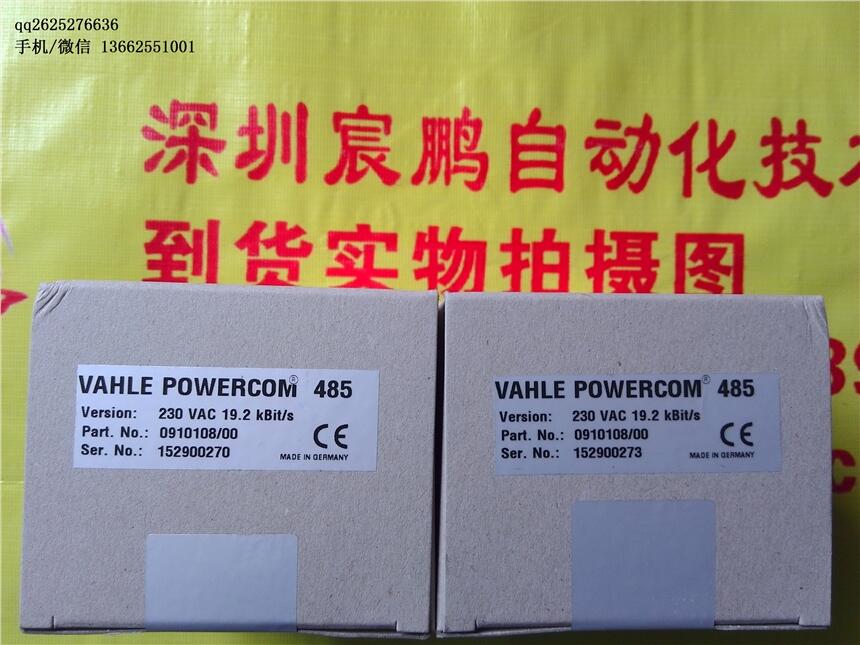 qq2625276636
手机/微信 13662551001
深圳宸鹏自动化技
到货实物拍摄图
VAHLE POWERCOM® 485
Version: 230 VAC 19.2 kBit/s
Part. No.: 0910108/00
Ser. No.: 152900270
CE
MADE IN GERMANY
VAHLE POWERCOM® 485
Version: 230 VAC 19.2 kBit/s
Part. No.: 0910108/00
Ser. No.: 152900273
CE
MADE IN GERMANY